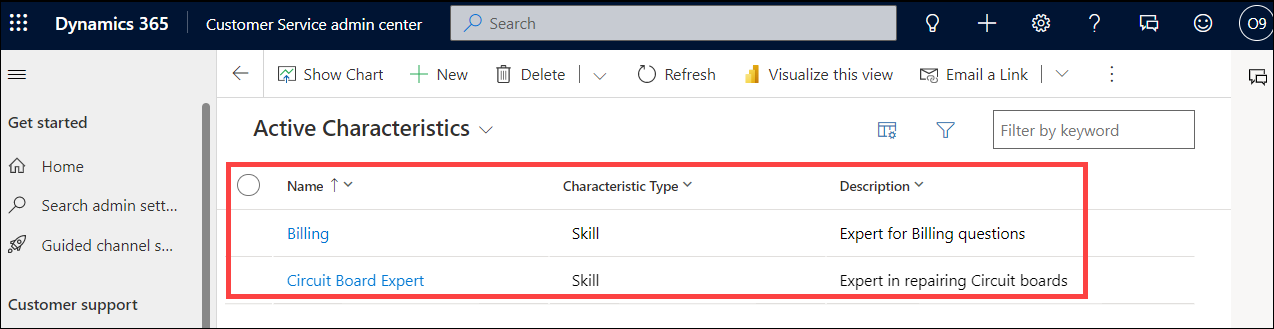 Dynamics 365 Customer Service admin center Search O9
Show Chart New Delete Refresh Visualize this view Email a Link
Get started
Active Characteristics Filter by keyword
Home
Name Characteristic Type Description
Search admin sett...
Billing Skill Expert for Billing questions
Guided channel s...
Circuit Board Expert Skill Expert in repairing Circuit boards
Customer support